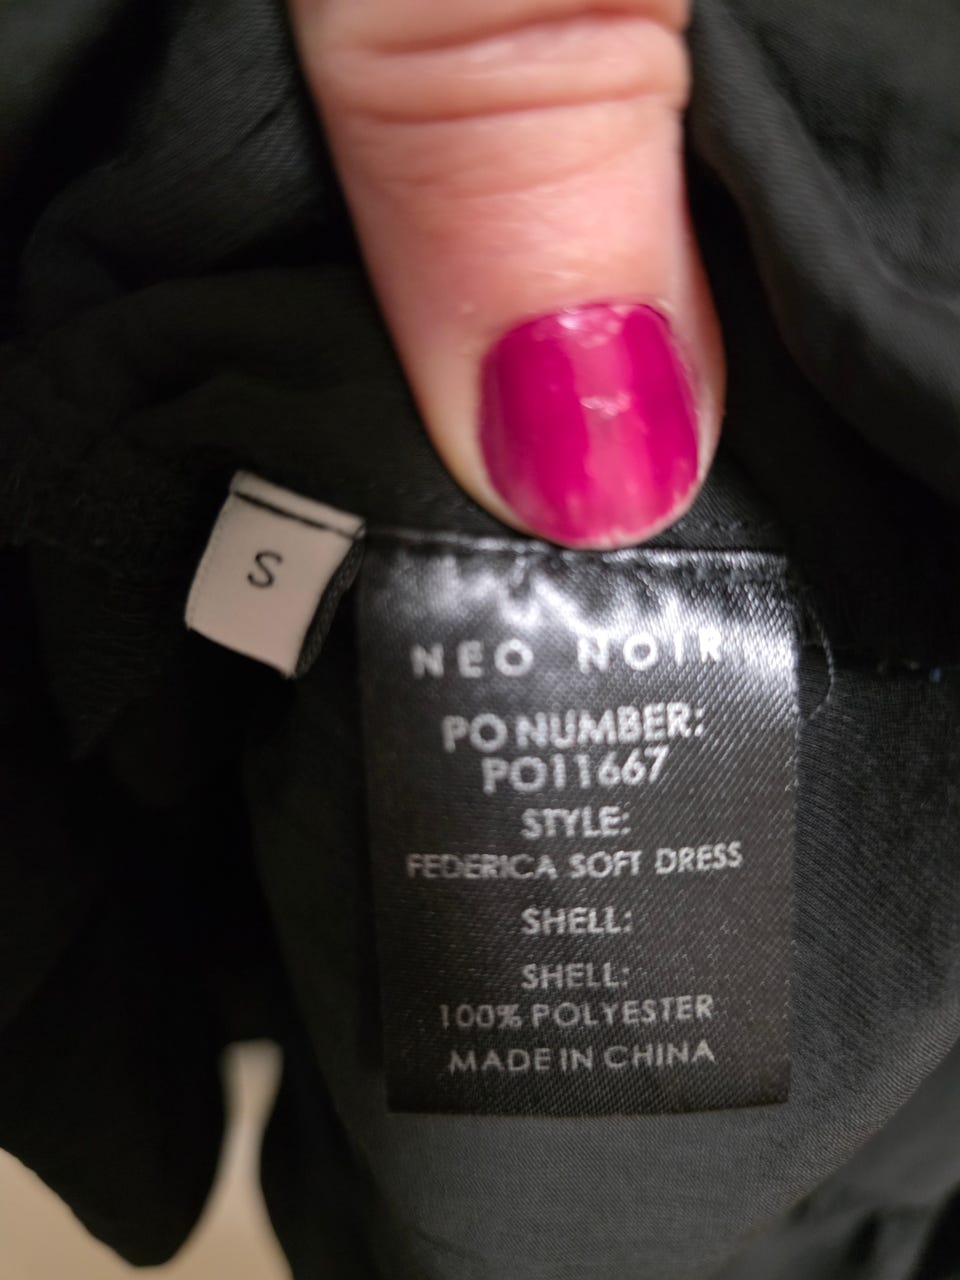 S
NEO NOIR
PO NUMBER:
PO11667
STYLE:
FEDERICA SOFT DRESS
SHELL:
SHELL:
100% POLYESTER
MADE IN CHINA